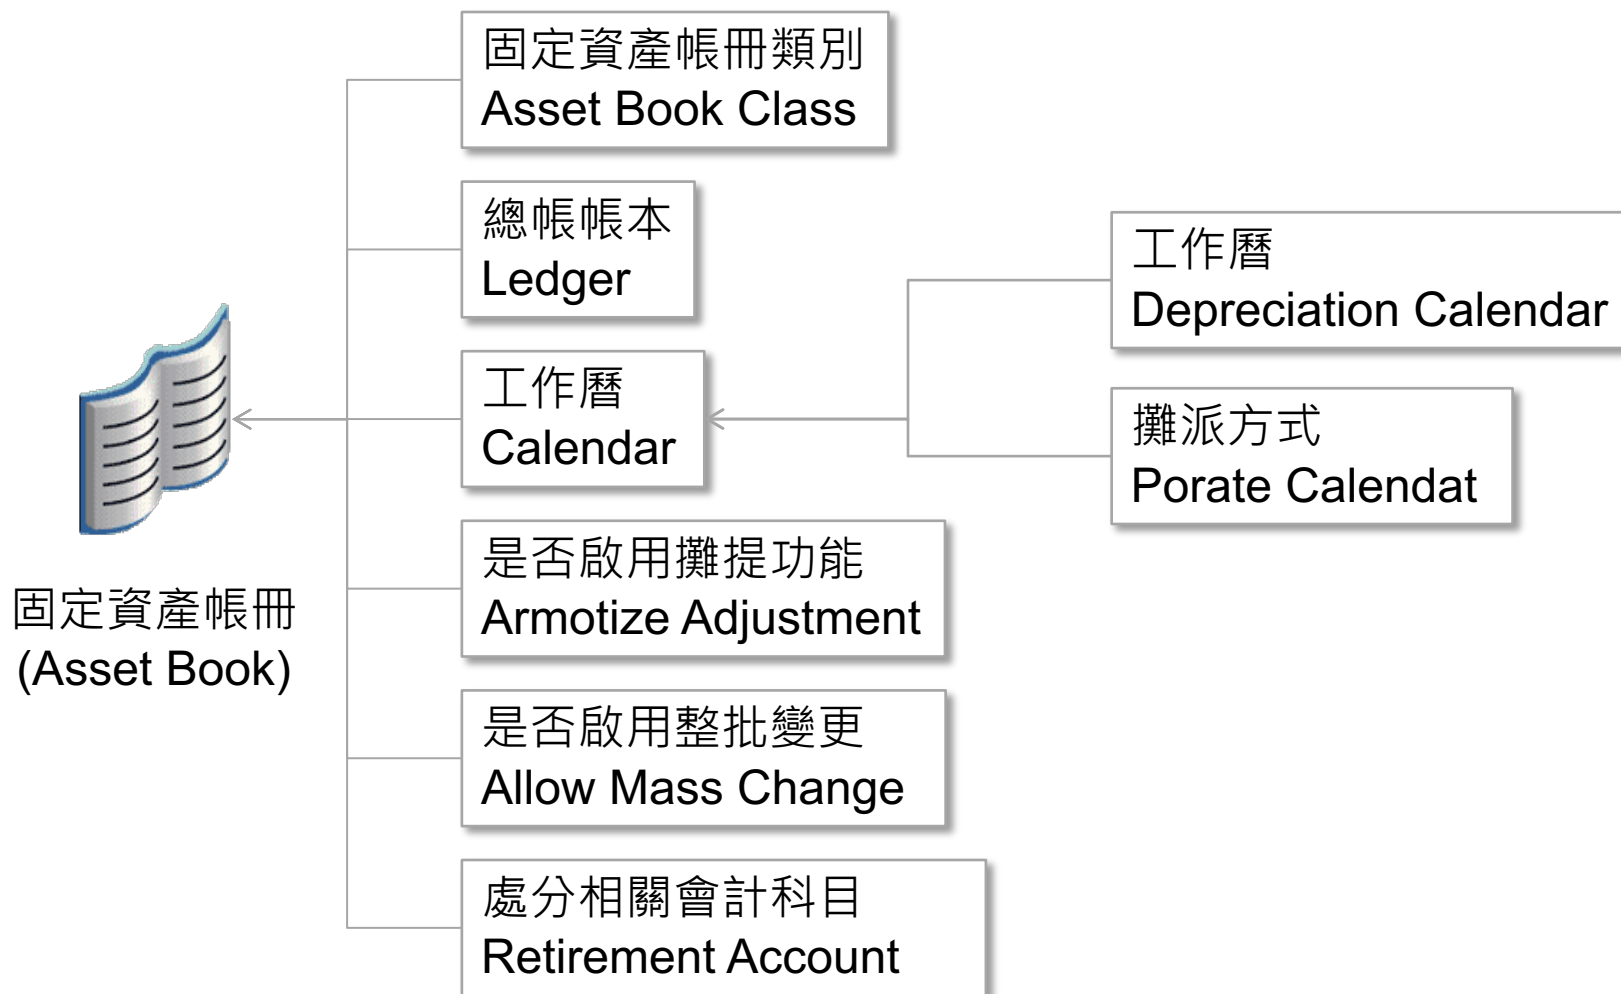 固定資產帳冊類別
Asset Book Class
總帳帳本
Ledger
工作曆
Calendar
工作曆
Depreciation Calendar
攤派方式
Porate Calendat
是否啟用攤提功能
Armotize Adjustment
是否啟用整批變更
Allow Mass Change
處分相關會計科目
Retirement Account
固定資產帳冊
(Asset Book)